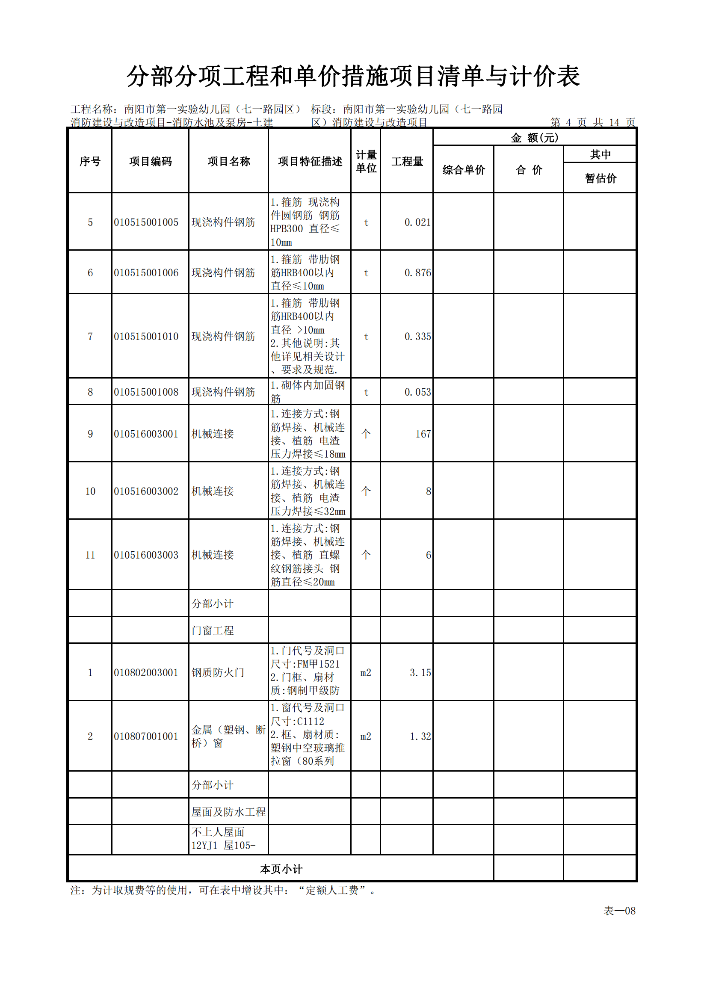 分部分项工程和单价措施项目清单与计价表
工程名称：南阳市第一实验幼儿园（七一路园区）
消防建设与改造项目-消防水池及泵房-土建
标段：南阳市第一实验幼儿园（七一路园
区）消防建设与改造项目
第 4 页 共 14 页
序号
项目编码
项目名称
项目特征描述
计量
单位
工程量
金 额(元)
综合单价
合 价
其中
暂估价
5
010515001005
现浇构件钢筋
1.箍筋 现浇构
件圆钢筋 钢筋
HPB300 直径≤
10mm
t
0.021
6
010515001006
现浇构件钢筋
1.箍筋 带肋钢
筋HRB400以内
直径≤10mm
t
0.876
7
010515001010
现浇构件钢筋
1.箍筋 带肋钢
筋HRB400以内
直径 >10mm
2.其他说明:其
他详见相关设计
、要求及规范.
t
0.335
8
010515001008
现浇构件钢筋
1.砌体内加固钢
筋
t
0.053
9
010516003001
机械连接
1.连接方式:钢
筋焊接、机械连
接、植筋 电渣
压力焊接≤18mm
个
167
10
010516003002
机械连接
1.连接方式:钢
筋焊接、机械连
接、植筋 电渣
压力焊接≤32mm
个
8
11
010516003003
机械连接
1.连接方式:钢
筋焊接、机械连
接、植筋 直螺
纹钢筋接头 钢
筋直径≤20mm
个
6
分部小计
门窗工程
1
010802003001
钢质防火门
1.门代号及洞口
尺寸:FM甲1521
2.门框、扇材
质:钢制甲级防
m2
3.15
2
010807001001
金属（塑钢、断
桥）窗
1.窗代号及洞口
尺寸:C1112
2.框、扇材质:
塑钢中空玻璃推
拉窗（80系列
m2
1.32
分部小计
屋面及防水工程
不上人屋面
12YJ1 屋105-
本页小计
注：为计取规费等的使用，可在表中增设其中：“定额人工费”。
表—08